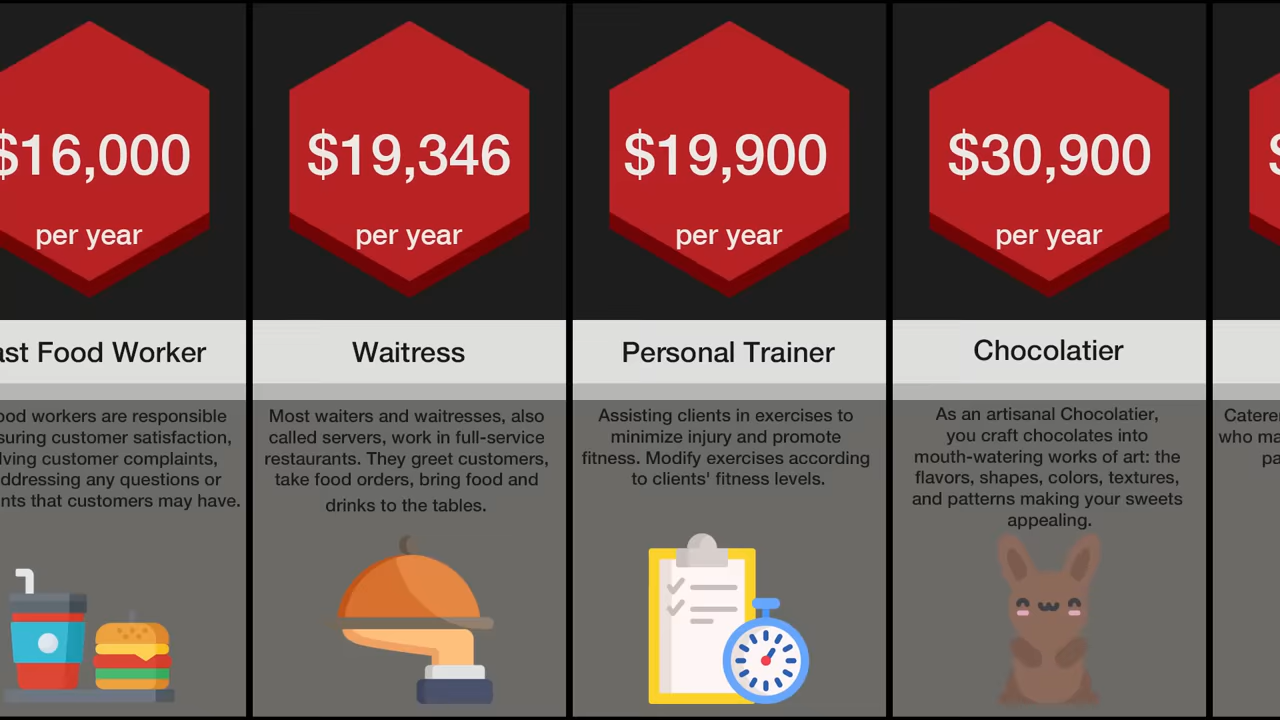 $16,000
per year
ast Food Worker
ood workers are responsible
suring customer satisfaction,
lving customer complaints,
ddressing any questions or
nts that customers may have.
$19,346
per year
Waitress
Most waiters and waitresses, also
called servers, work in full-service
restaurants. They greet customers,
take food orders, bring food and
drinks to the tables.
$19,900
per year
Personal Trainer
Assisting clients in exercises to
minimize injury and promote
fitness. Modify exercises according
to clients' fitness levels.
$30,900
per year
Chocolatier
As an artisanal Chocolatier,
you craft chocolates into
mouth-watering works of art: the
flavors, shapes, colors, textures,
and patterns making your sweets
appealing.
$
Caterer
who ma
pa